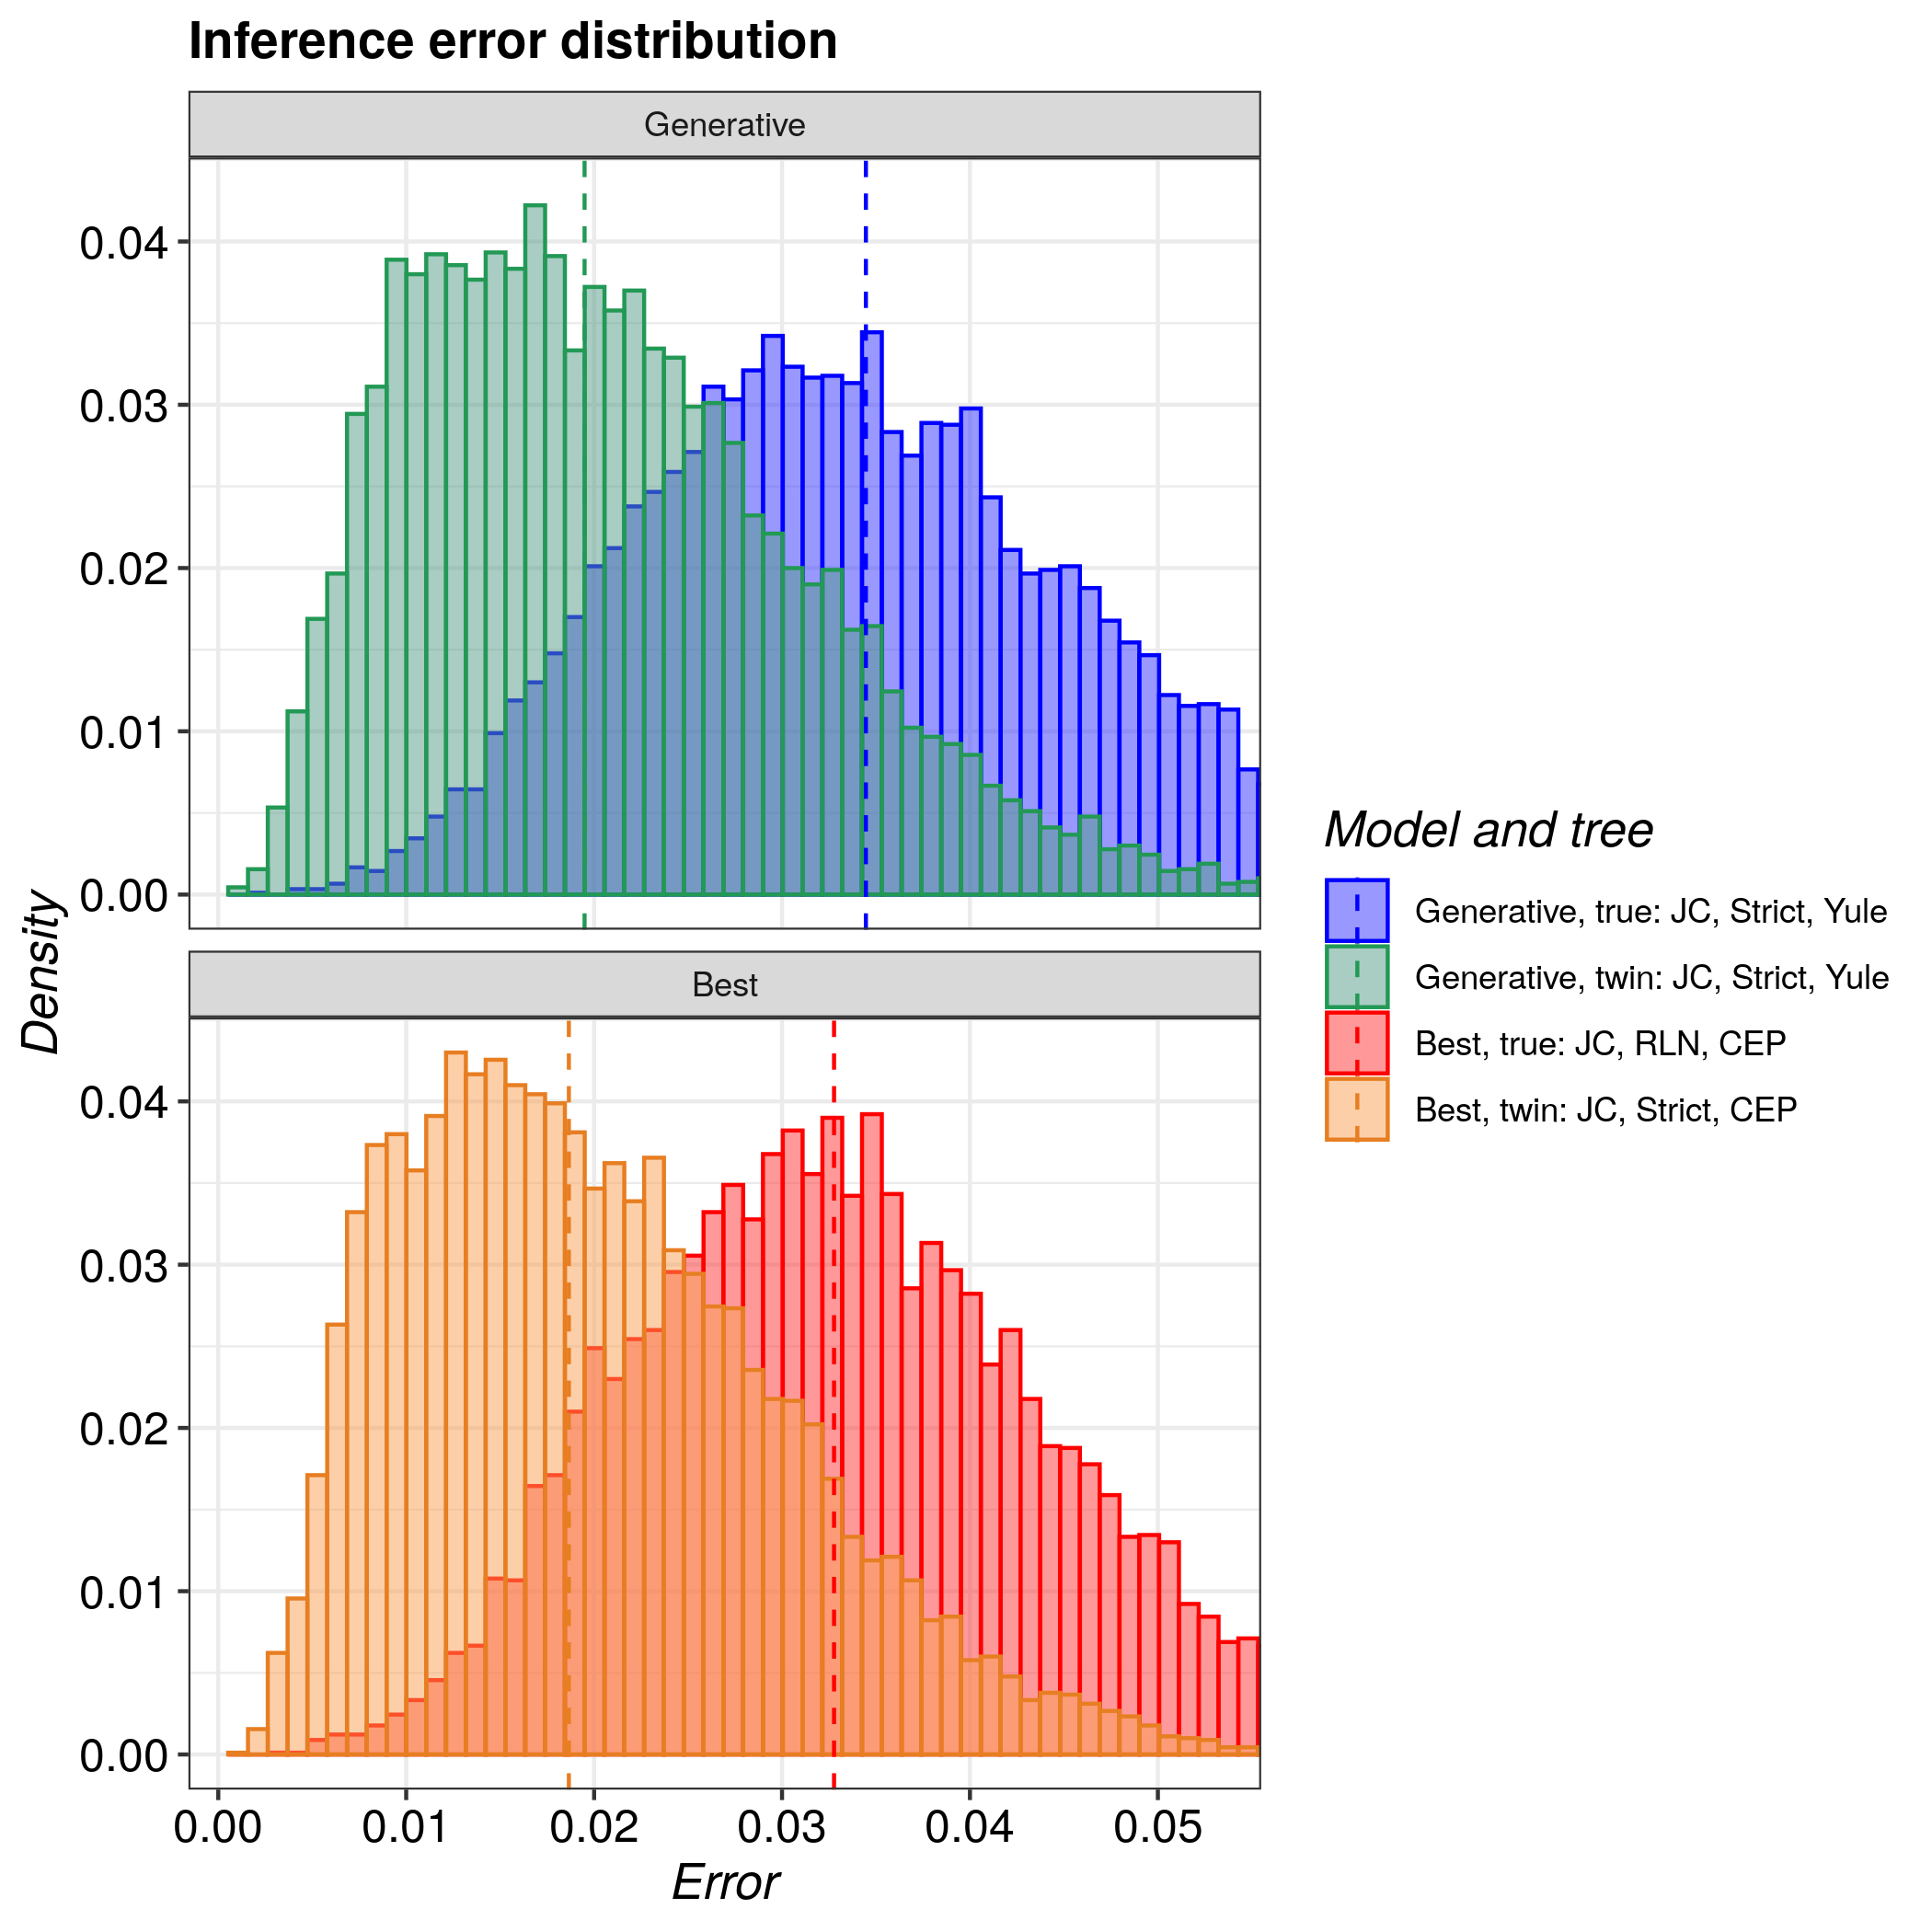 Inference error distribution
Generative
0.04
0.03
0.02
0.01
0.00
Density
Best
0.04
0.03
0.02
0.01
0.00
0.00 0.01 0.02 0.03 0.04 0.05
Error
Model and tree
Generative, true: JC, Strict, Yule
Generative, twin: JC, Strict, Yule
Best, true: JC, RLN, CEP
Best, twin: JC, Strict, CEP